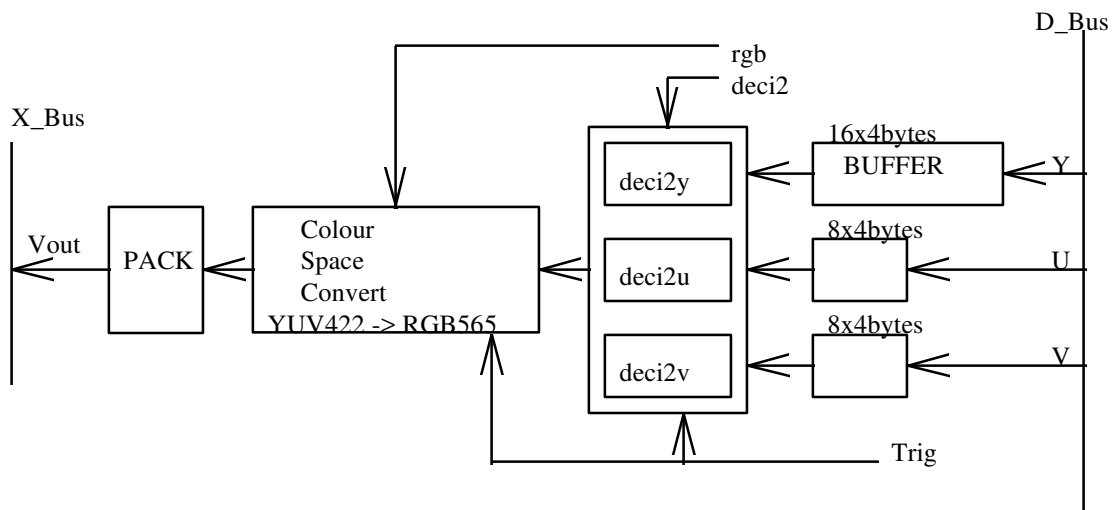 D_Bus
rgb
deci2
X_Bus
16x4bytes
deci2y
BUFFER
Y
Colour
8x4bytes
Vout
PACK
Space
deci2u
U
Convert
YUV422 -> RGB565
8x4bytes
deci2v
V
Trig